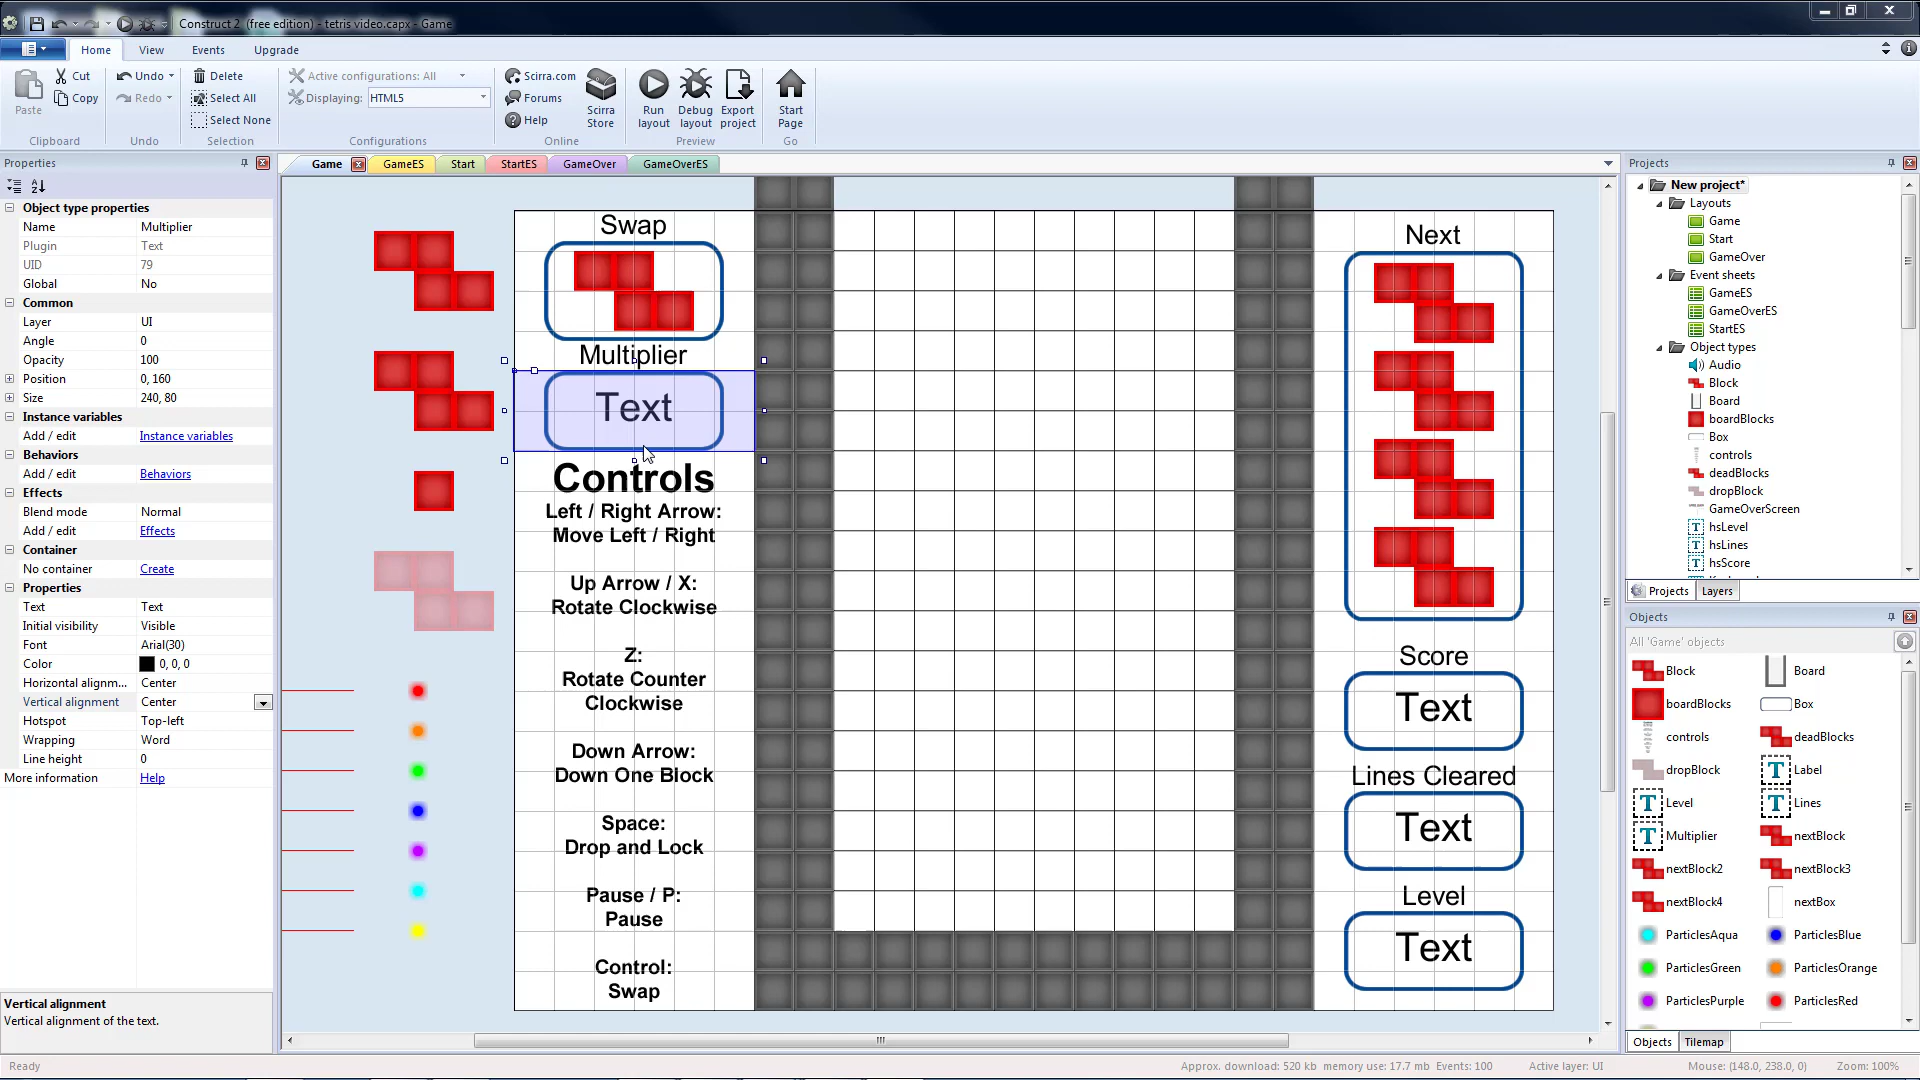 Construct 2 (free edition) - tetris video.capx - Game
Home
View
Events
Upgrade
Paste
Cut
Copy
Clipboard
Undo
Redo
Undo
Delete
Select All
Select None
Selection
Active configurations: All
Displaying: HTML5
Configurations
Scirra.com
Forums
Help
Scirra Store
Online
Run layout
Debug layout
Export project
Preview
Start Page
Go
Properties
Game
GameES
Start
StartES
GameOver
GameOverES
Object type properties
Name Multiplier
Plugin Text
UID 79
Global No
Common
Layer UI
Angle 0
Opacity 100
Position 0, 160
Size 240, 80
Instance variables
Add / edit Instance variables
Behaviors
Add / edit Behaviors
Effects
Blend mode Normal
Add / edit Effects
Container
No container Create
Properties
Text Text
Initial visibility Visible
Font Arial(30)
Color 0, 0, 0
Horizontal alignm... Center
Vertical alignment Center
Hotspot Top-left
Wrapping Word
Line height 0
More information Help
Vertical alignment
Vertical alignment of the text.
Swap
Multiplier
Text
Controls
Left / Right Arrow:
Move Left / Right
Up Arrow / X:
Rotate Clockwise
Z:
Rotate Counter
Clockwise
Down Arrow:
Down One Block
Space:
Drop and Lock
Pause / P:
Pause
Control:
Swap
Next
Score
Text
Lines Cleared
Text
Level
Text
Projects
New project*
Layouts
Game
Start
GameOver
Event sheets
GameES
GameOverES
StartES
Object types
Audio
Block
Board
boardBlocks
Box
controls
deadBlocks
dropBlock
GameOverScreen
hsLevel
hsLines
hsScore
Projects
Layers
Objects
All 'Game' objects
Block
Board
boardBlocks
Box
controls
deadBlocks
dropBlock
Label
Level
Lines
Multiplier
nextBlock
nextBlock2
nextBlock3
nextBlock4
nextBox
ParticlesAqua
ParticlesBlue
ParticlesGreen
ParticlesOrange
ParticlesPurple
ParticlesRed
Objects
Tilemap
Ready
Approx. download: 520 kb memory use: 17.7 mb Events: 100
Active layer: UI
Mouse: (148.0, 238.0, 0)
Zoom: 100%